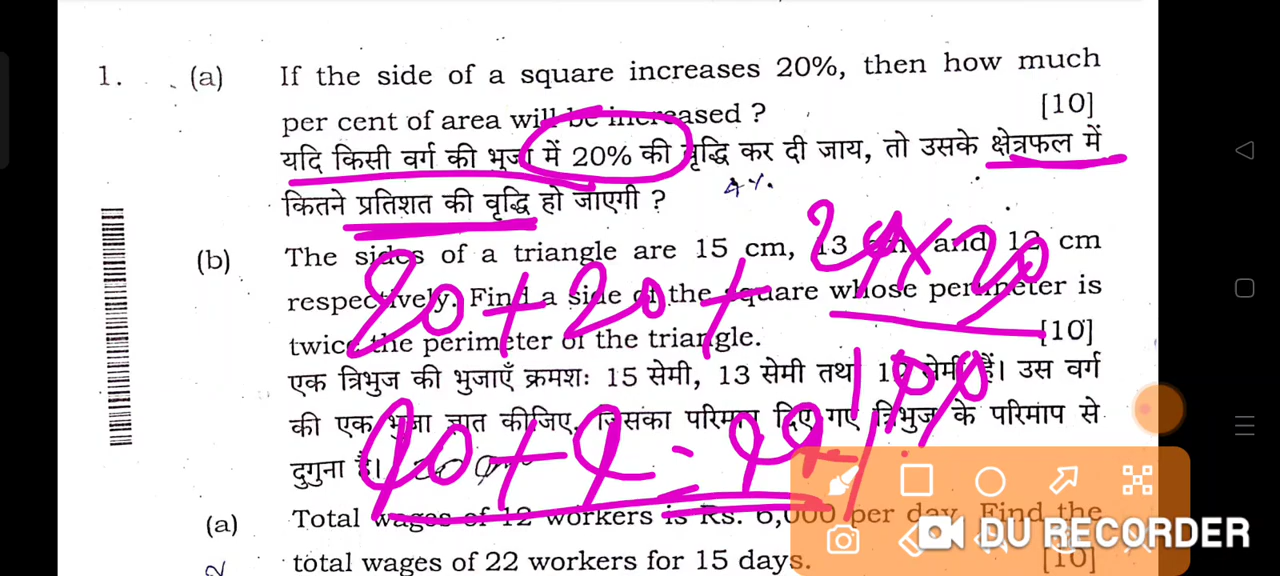 1. (a) If the side of a square increases 20%, then how much
per cent of area will be increased ? [10]
यदि किसी वर्ग की भुजा में 20% की वृद्धि कर दी जाय, तो उसके क्षेत्रफल में
कितने प्रतिशत की वृद्धि हो जाएगी ?
4%.
(b) The sides of a triangle are 15 cm, 13 cm and 12 cm
20 + 20 + 20 × 20
respectively. Find a side of the square whose perimeter is
twice the perimeter of the triangle. [10]
100
एक त्रिभुज की भुजाएँ क्रमशः 15 सेमी, 13 सेमी तथा 12 सेमी हैं। उस वर्ग
की एक भुजा ज्ञात कीजिए, जिसका परिमाप दिए गए त्रिभुज के परिमाप से
दुगुना है।
(a) Total wages of 12 workers is Rs. 6,000 per day. Find the
DU RECORDER
total wages of 22 workers for 15 days. [10]